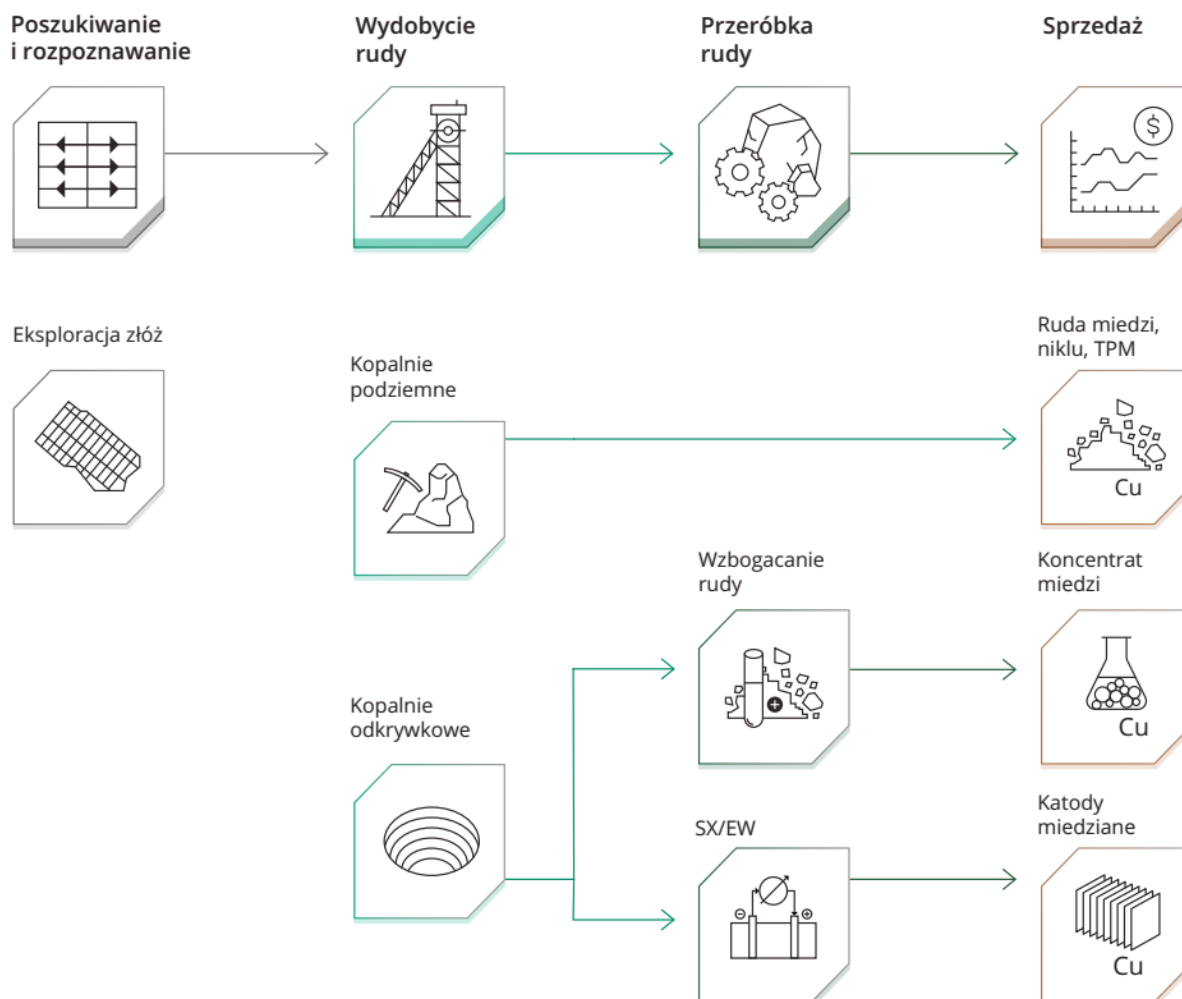 Poszukiwanie
i rozpoznawanie
Wydobycie
rudy
Przeróbka
rudy
Sprzedaż
$
Eksploracja złóż
Kopalnie
podziemne
Ruda miedzi,
niklu, TPM
Cu
Wzbogacanie
rudy
Koncentrat
miedzi
Cu
Kopalnie
odkrywkowe
SX/EW
Katody
miedziane
Cu